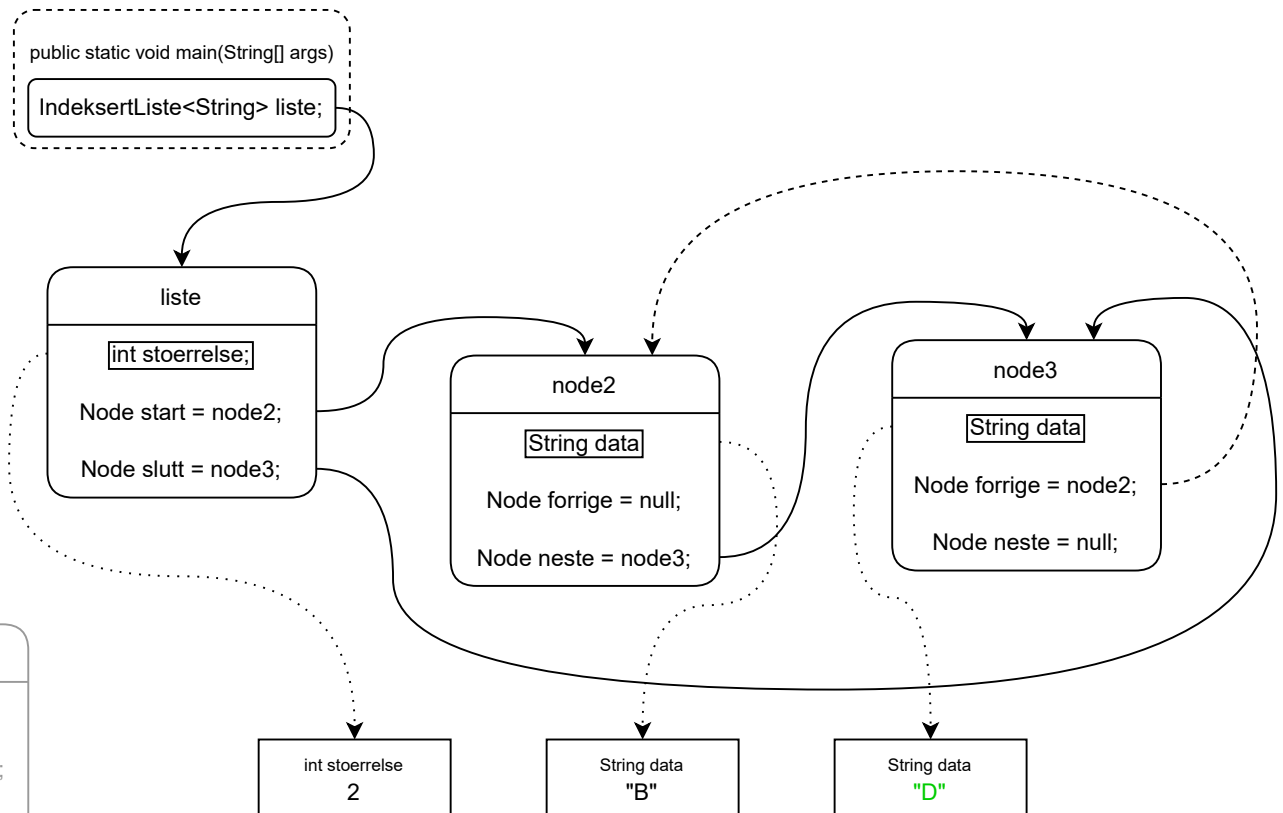 public static void main(String[] args)
IndeksertListe<String> liste;
liste
int stoerrelse;
Node start = node2;
Node slutt = node3;
node2
String data
Node forrige = null;
Node neste = node3;
node3
String data
Node forrige = node2;
Node neste = null;
;
int stoerrelse
2
String data
"B"
String data
"D"